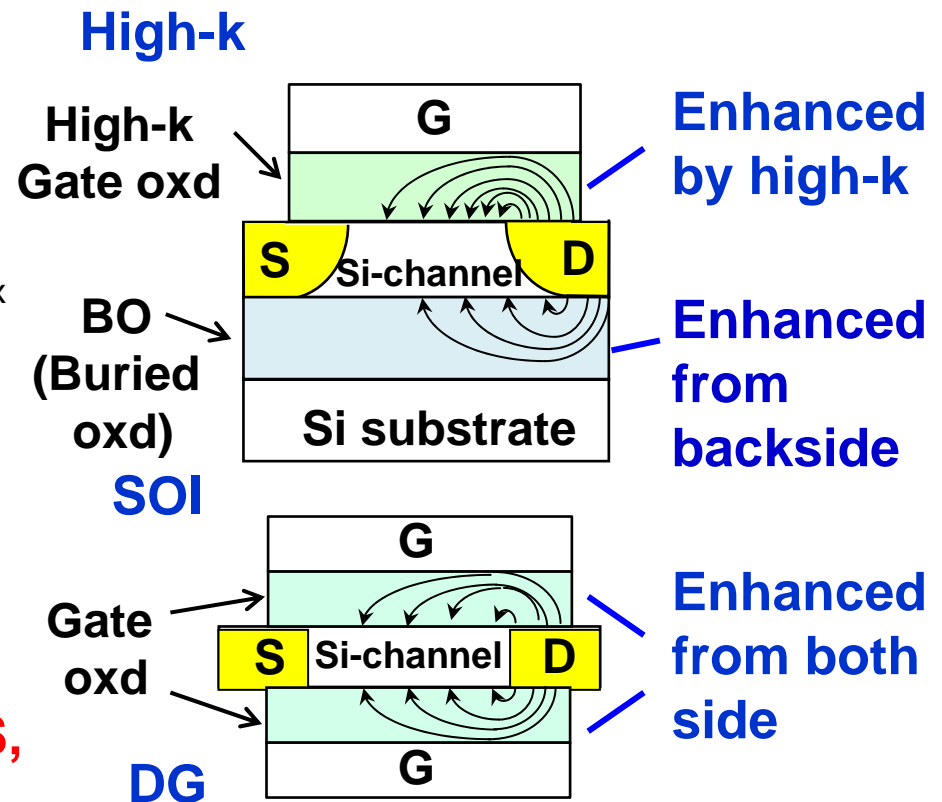 High-k
High-k
Gate oxd
G
Enhanced
by high-k
S
Si-channel
D
x
BO
(Buried
oxd)
Enhanced
from
backside
Si substrate
SOI
G
Gate
oxd
S
Si-channel
D
Enhanced
from both
side
S,
G
DG